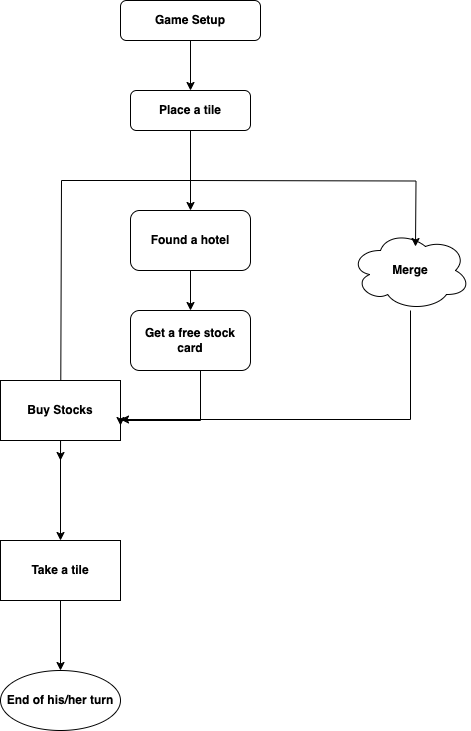 Game Setup
Place a tile
Found a hotel
Merge
Get a free stock
card
Buy Stocks
Take a tile
End of his/her turn